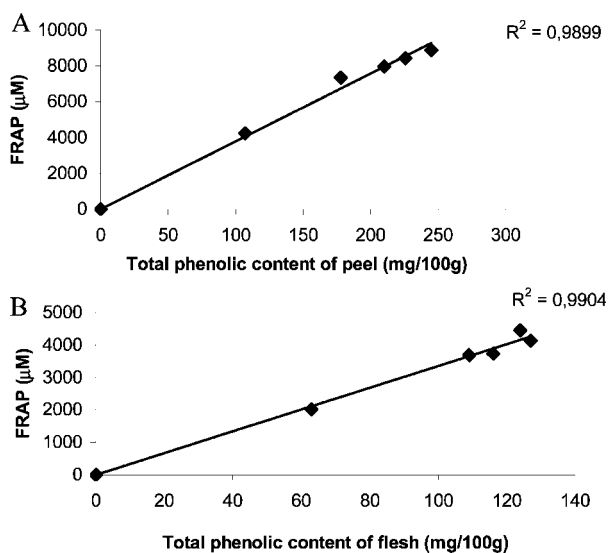 A
R² = 0,9899
FRAP (μM)
10000
8000
6000
4000
2000
0
0 50 100 150 200 250 300
Total phenolic content of peel (mg/100g)
B
R² = 0,9904
FRAP (μM)
5000
4000
3000
2000
1000
0
0 20 40 60 80 100 120 140
Total phenolic content of flesh (mg/100g)